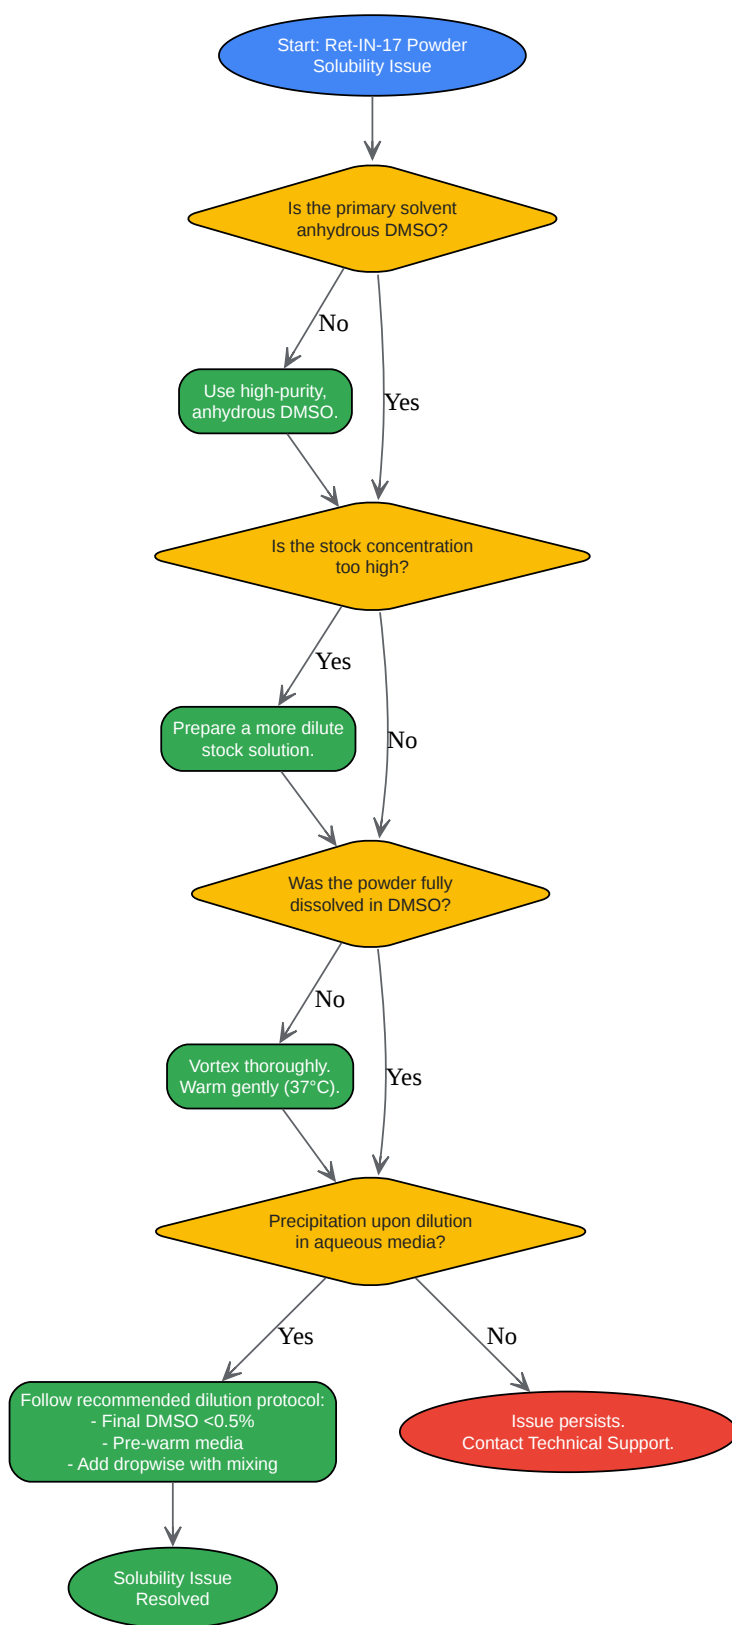 Start: Ret-IN-17 Powder
Solubility Issue
Is the primary solvent
anhydrous DMSO?
No
Use high-purity,
anhydrous DMSO.
Yes
Is the stock concentration
too high?
Yes
Prepare a more dilute
stock solution.
No
Was the powder fully
dissolved in DMSO?
No
Vortex thoroughly.
Warm gently (37°C).
Yes
Precipitation upon dilution
in aqueous media?
Yes
No
Follow recommended dilution protocol:
- Final DMSO <0.5%
- Pre-warm media
- Add dropwise with mixing
Issue persists.
Contact Technical Support.
Solubility Issue
Resolved